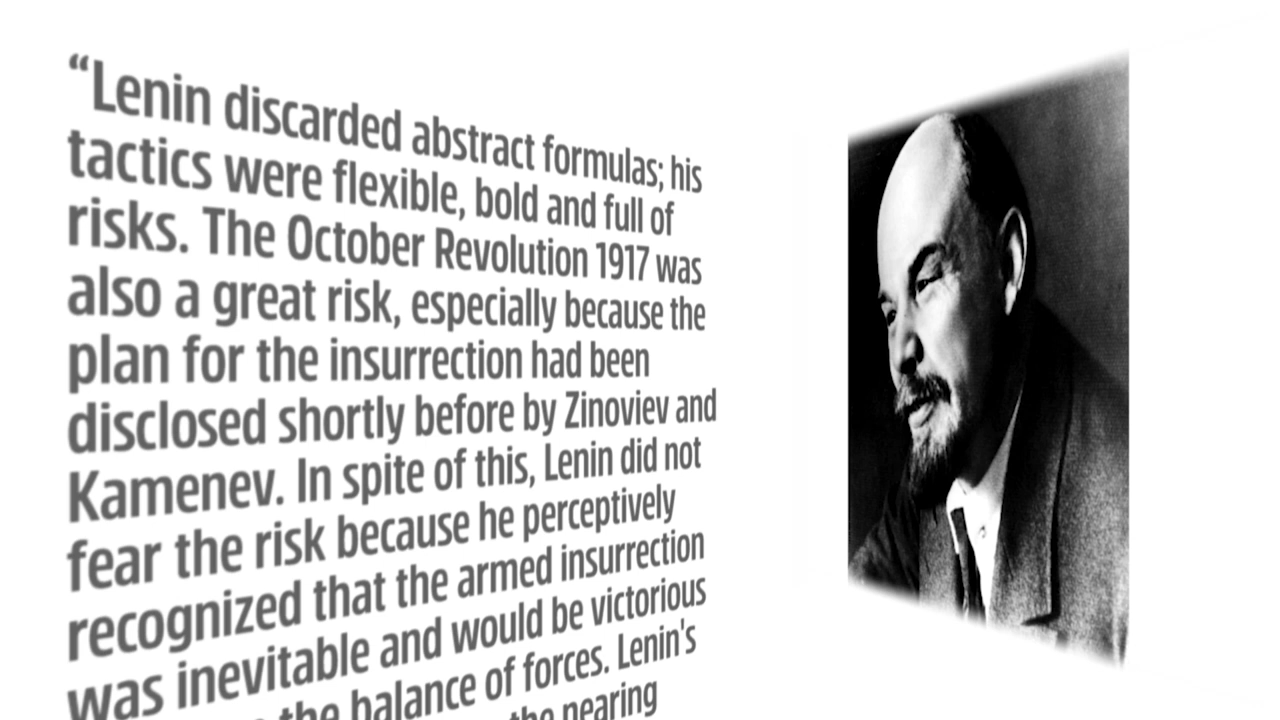 “Lenin discarded abstract formulas; his
tactics were flexible, bold and full of
risks. The October Revolution 1917 was
also a great risk, especially because the
plan for the insurrection had been
disclosed shortly before by Zinoviev and
Kamenev. In spite of this, Lenin did not
fear the risk because he perceptively
recognized that the armed insurrection
was inevitable and would be victorious
the balance of forces. Lenin's
the nearing